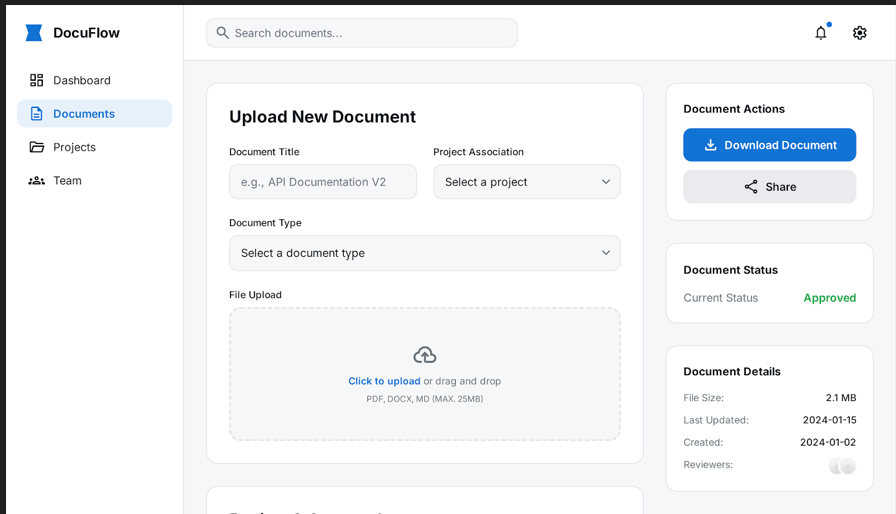 DocuFlow
Search documents...
Dashboard
Documents
Projects
Team
Upload New Document
Document Title
Project Association
e.g., API Documentation V2
Select a project
Document Type
Select a document type
File Upload
Click to upload or drag and drop
PDF, DOCX, MD (MAX. 25MB)
Document Actions
Download Document
Share
Document Status
Current Status Approved
Document Details
File Size: 2.1 MB
Last Updated: 2024-01-15
Created: 2024-01-02
Reviewers: